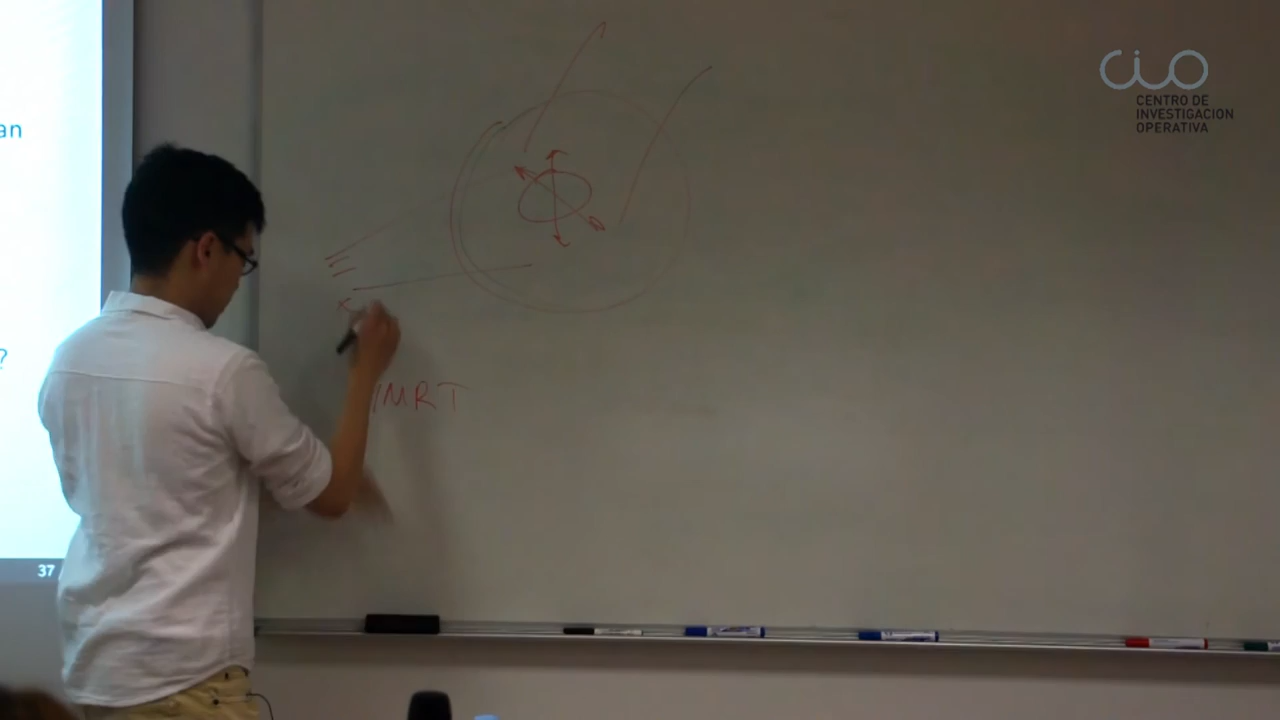 an
?
37
IMRT
CIO
CENTRO DE
INVESTIGACION
OPERATIVA